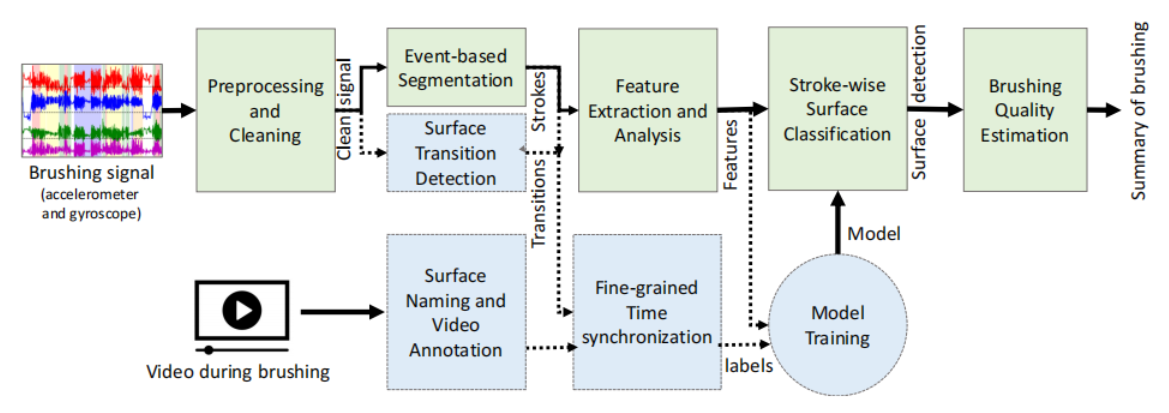 Brushing signal
(accelerometer
and gyroscope)
Preprocessing
and
Cleaning
Clean signal
Event-based
Segmentation
Surface
Transition
Detection
Strokes
Transitions
Feature
Extraction and
Analysis
Features
Stroke-wise
Surface
Classification
Surface detection
Brushing
Quality
Estimation
Summary of brushing
Video during brushing
Surface
Naming and
Video
Annotation
Fine-grained
Time
synchronization
labels
Model
Training
Model